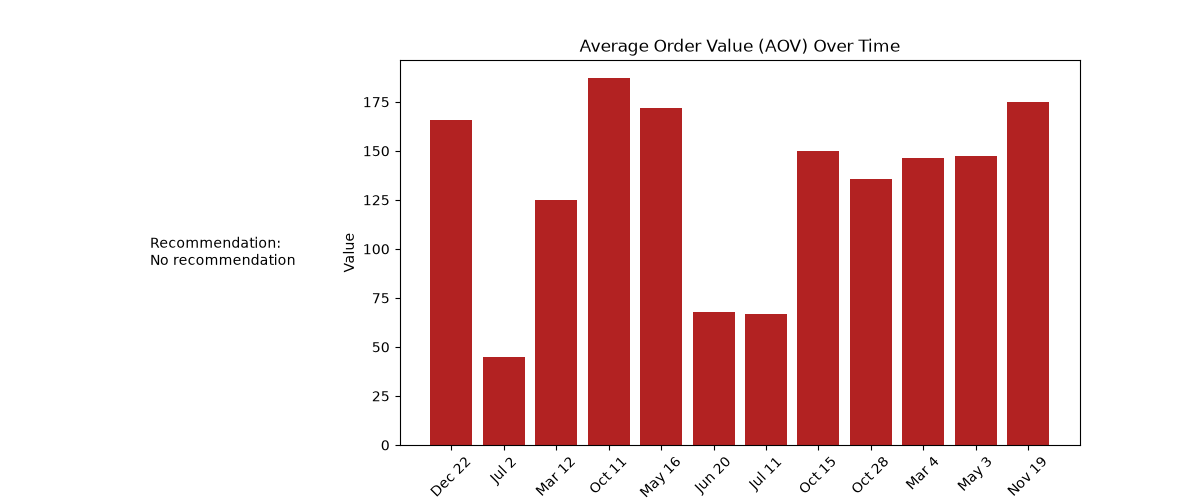 Average Order Value (AOV) Over Time
Recommendation:
No recommendation
Value
175
150
125
100
75
50
25
0
Dec 22
Jul 2
Mar 12
Oct 11
May 16
Jun 20
Jul 11
Oct 15
Oct 28
Mar 4
May 3
Nov 19